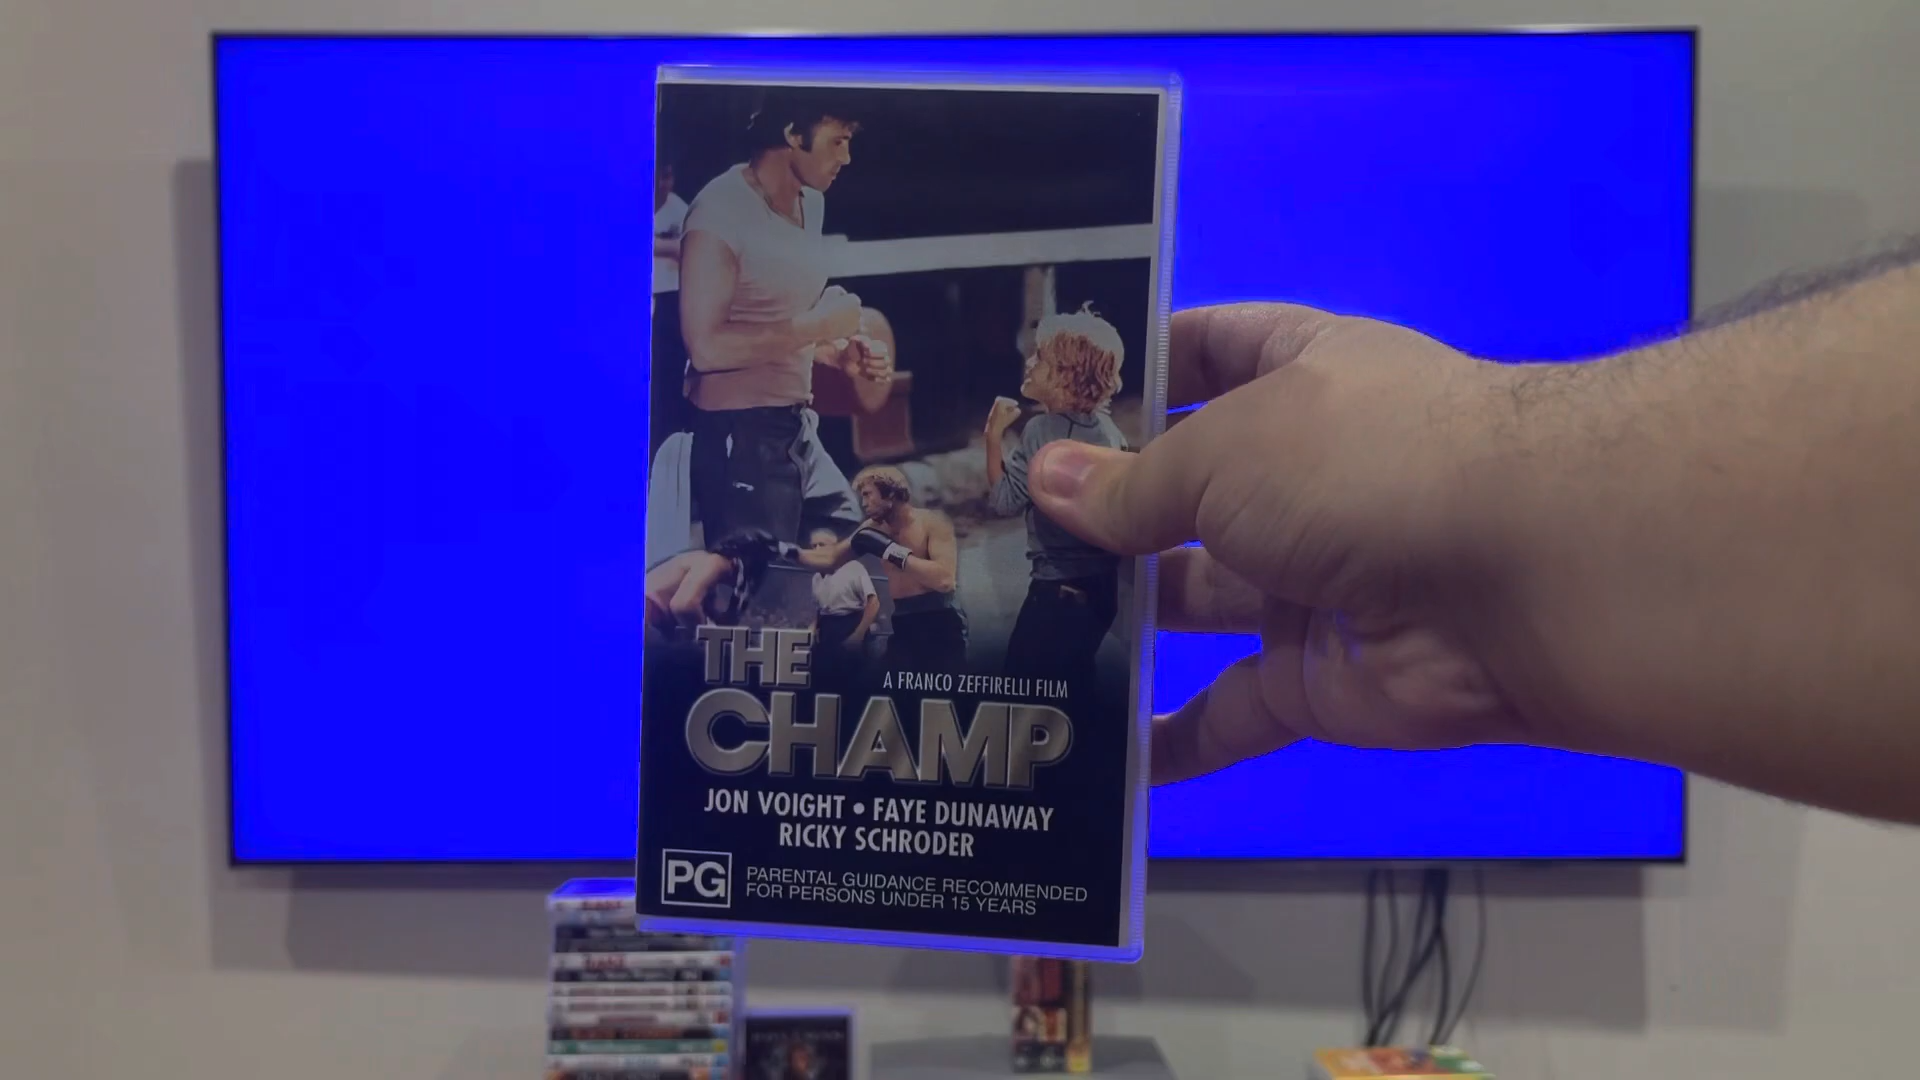 THE
A FRANCO ZEFFIRELLI FILM
CHAMP
JON VOIGHT • FAYE DUNAWAY
RICKY SCHRODER
PG
PARENTAL GUIDANCE RECOMMENDED
FOR PERSONS UNDER 15 YEARS